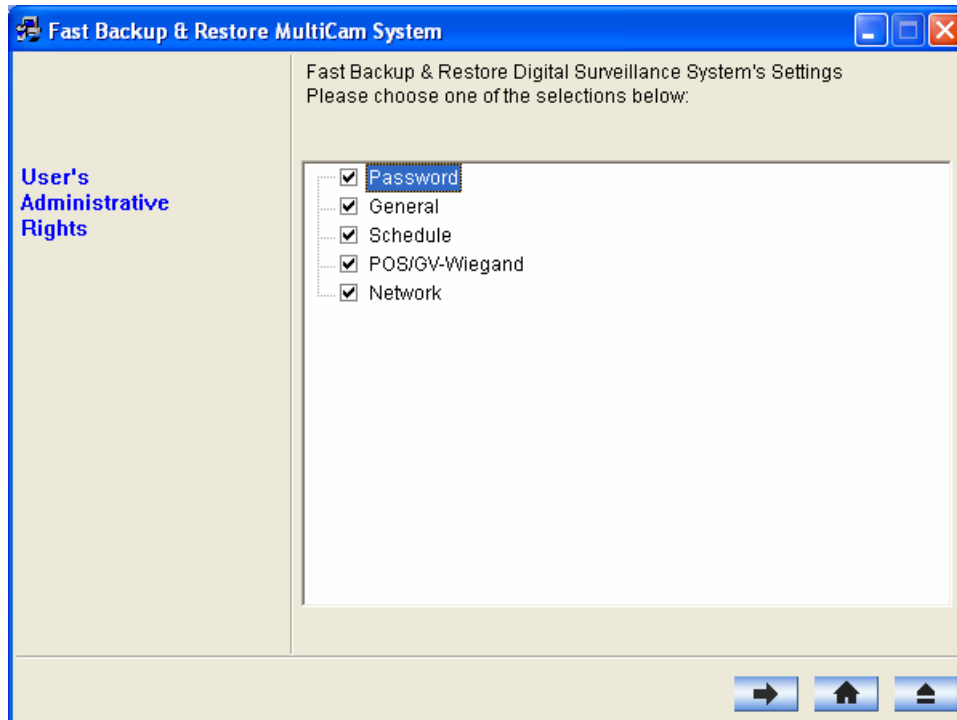 Fast Backup & Restore MultiCam System
Fast Backup & Restore Digital Surveillance System's Settings
Please choose one of the selections below:
User's
Administrative
Rights
Password
General
Schedule
POS/GV-Wiegand
Network